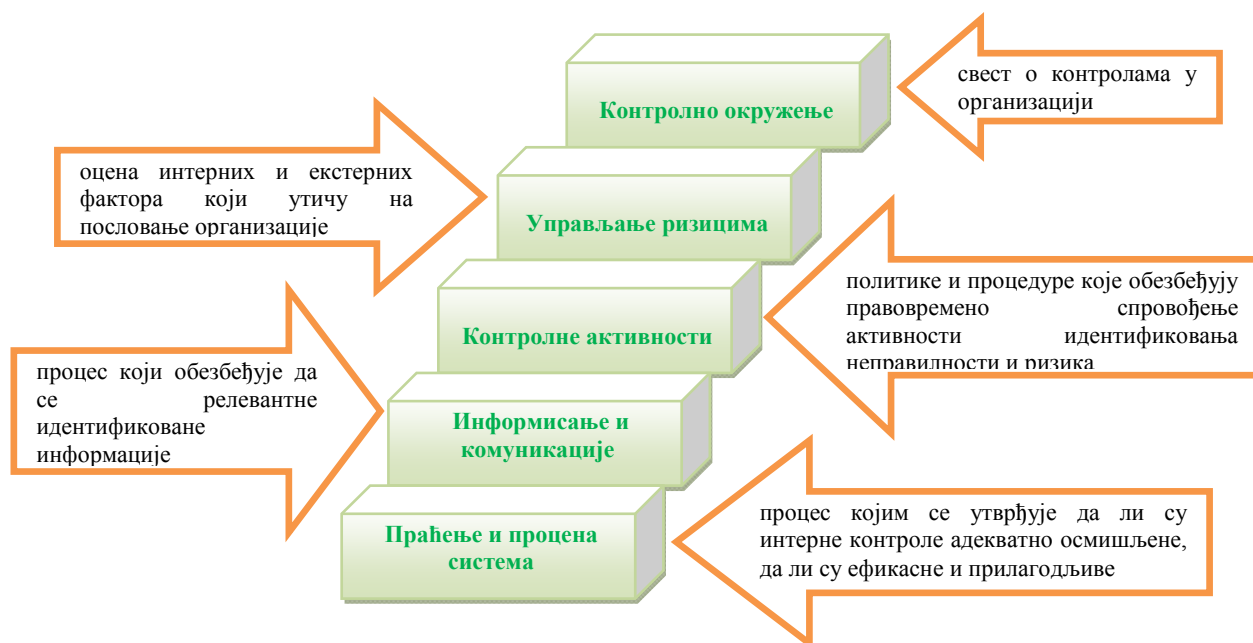 Контролно окружење
свест о контролама у
организацији
оцена интерних и екстерних
фактора који утичу на
пословање организације
Управљање ризицима
политике и процедуре које обезбеђују
правовремено спровођење
активности идентификовања
неправилности и ризика
Контролне активности
процес који обезбеђује да
се релевантне
идентификоване
информације
Информисање и
комуникације
Праћење и процена
система
процес којим се утврђује да ли су
интерне контроле адекватно осмишљене,
да ли су ефикасне и прилагодљиве